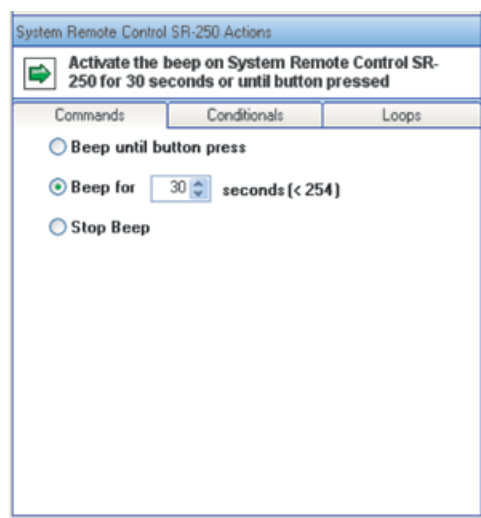 System Remote Control SR-250 Actions
Activate the beep on System Remote Control SR-
250 for 30 seconds or until button pressed
Commands Conditionals Loops
Beep until button press
Beep for 30 seconds (< 254)
Stop Beep